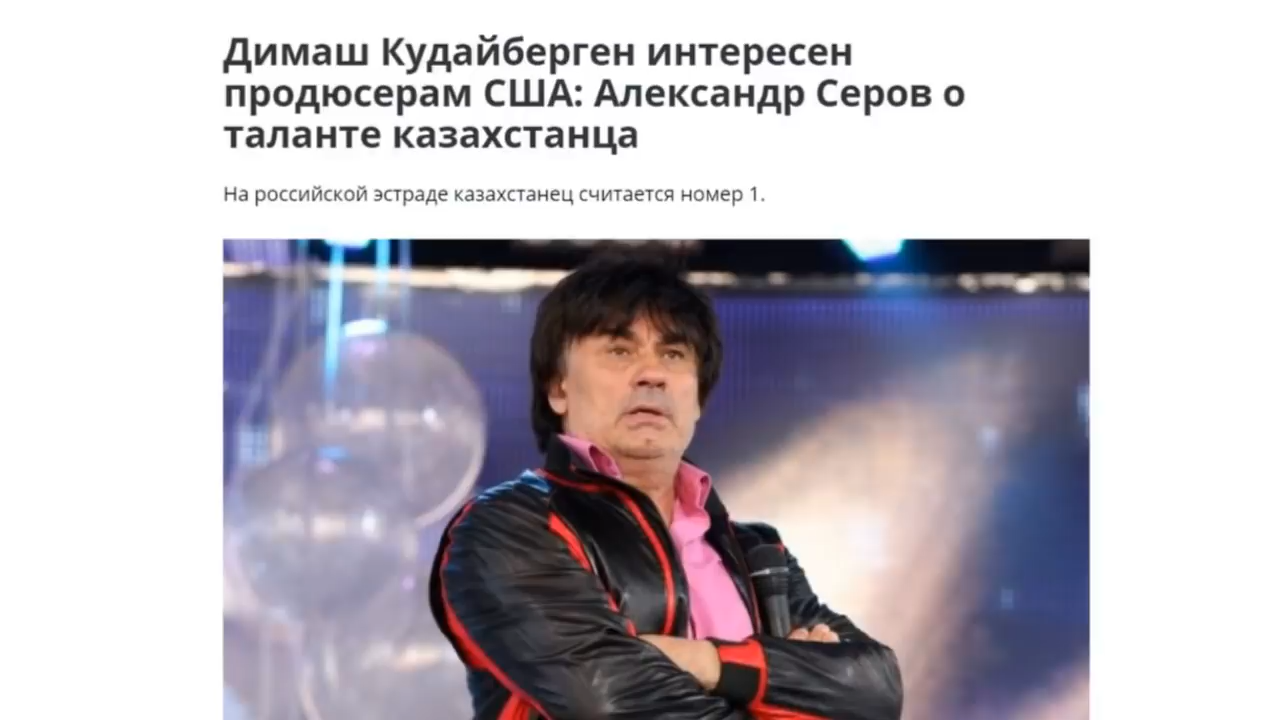 Димаш Кудайберген интересен
продюсерам США: Александр Серов о
таланте казахстанца
На российской эстраде казахстанец считается номер 1.